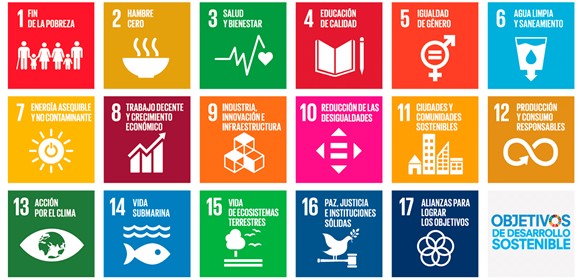 1 FIN
DE LA POBREZA
2 HAMBRE
CERO
3 SALUD
Y BIENESTAR
4 EDUCACIÓN
DE CALIDAD
5 IGUALDAD
DE GÉNERO
6 AGUA LIMPIA
Y SANEAMIENTO
7 ENERGÍA ASEQUIBLE
Y NO CONTAMINANTE
8 TRABAJO DECENTE
Y CRECIMIENTO
ECONÓMICO
9 INDUSTRIA,
INNOVACIÓN E
INFRAESTRUCTURA
10 REDUCCIÓN DE LAS
DESIGUALDADES
11 CIUDADES Y
COMUNIDADES
SOSTENIBLES
12 PRODUCCIÓN
Y CONSUMO
RESPONSABLES
13 ACCIÓN
POR EL CLIMA
14 VIDA
SUBMARINA
15 VIDA
DE ECOSISTEMAS
TERRESTRES
16 PAZ, JUSTICIA
E INSTITUCIONES
SÓLIDAS
17 ALIANZAS PARA
LOGRAR
LOS OBJETIVOS
OBJETIVOS
DE DESARROLLO
SOSTENIBLE